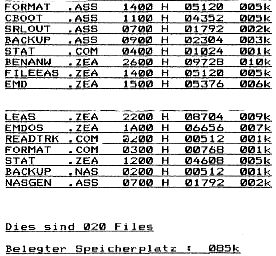 FORMAT .ASS 1400 H 05120 005k
CBOOT .ASS 1100 H 04352 005k
SRLOUT .ASS 0700 H 01792 002k
BACKUP .ASS 0900 H 02304 003k
STAT .COM 0400 H 01024 001k
BENANW .ZEA 2600 H 09728 010k
FILEEAS .ZEA 1400 H 05120 005k
EMD .ZEA 1500 H 05376 006k
LEAS .ZEA 2200 H 08704 009k
EMDOS .ZEA 1A00 H 06656 007k
READTRK .COM 0200 H 00512 001k
FORMAT .COM 0300 H 00768 001k
STAT .ZEA 1200 H 04608 005k
BACKUP .NAS 0200 H 00512 001k
NASGEN .ASS 0700 H 01792 002k
Dies sind 020 Files
Belegter Speicherplatz : 085k